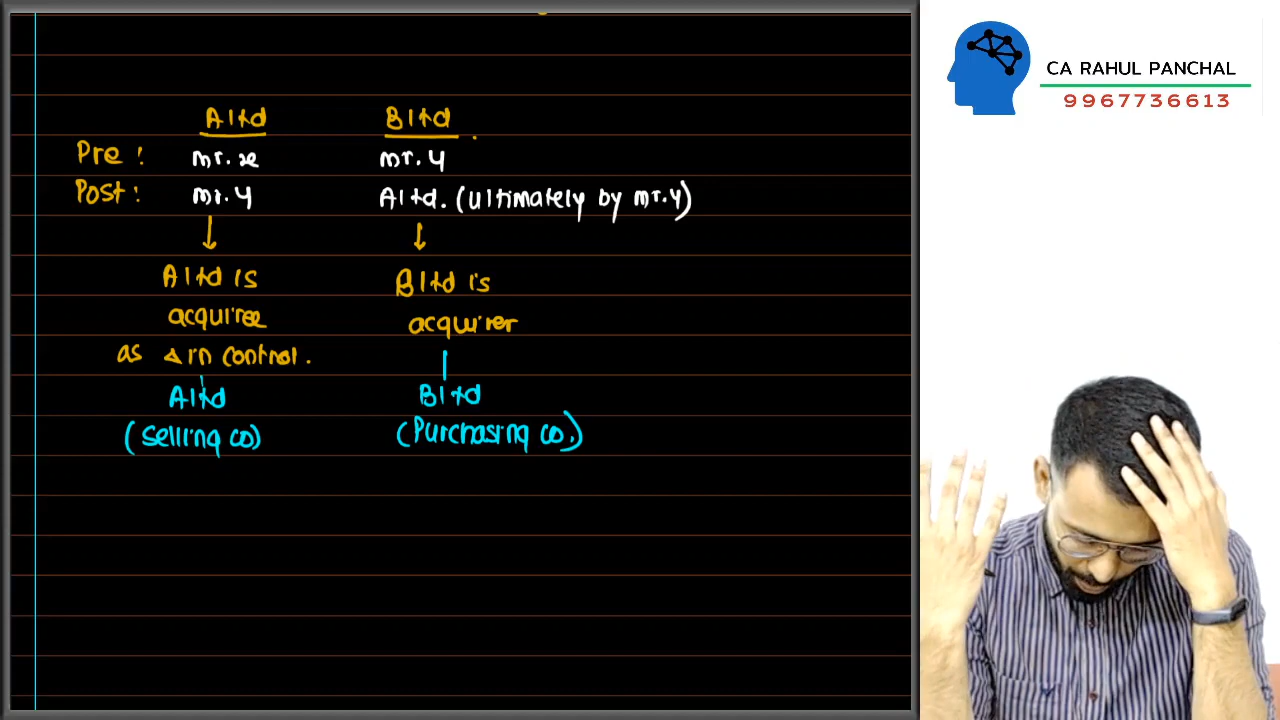 CA RAHUL PANCHAL
9967736613
A ltd B ltd
Pre : mr. x mr. Y
Post : mr. Y A ltd. (ultimately by mr. Y)
A ltd is B ltd is
acquiree acquirer
as Δ in control.
A ltd B ltd
(selling co) (Purchasing co.)